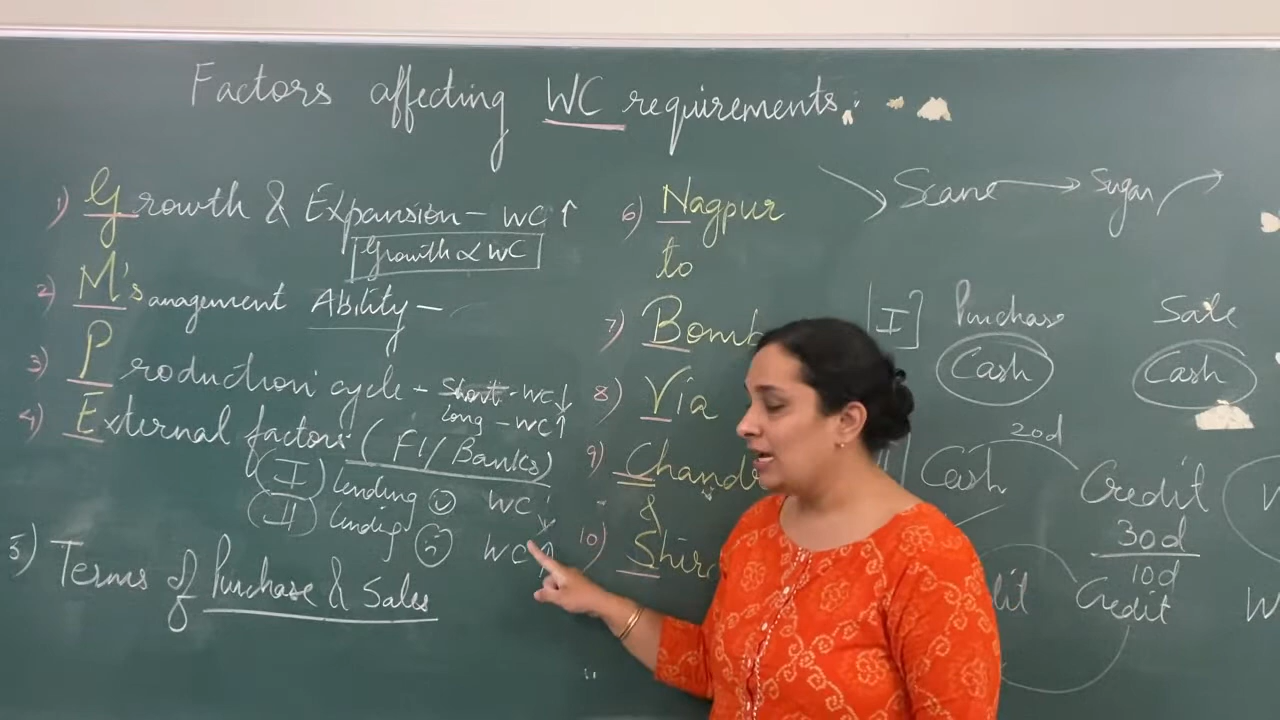 Factors affecting WC requirements:
1) Growth & Expansion - WC ↑
Growth ∝ WC
2) M'sanagement Ability -
3) Production cycle - Short - WC↓
Long - WC↑
4) External factors: (FI/Banks)
(I) lending ☺ WC ↓
(II) lending ☹ WC ↑
5) Terms of Purchase & Sales
6) Nagpur
to
7) Bomb
8) Via
9) Chand
&
10) Shir
Sugar
[I] Purchase Sale
Cash Cash
20d
Cash Credit
30d
10d
dit Credit
W